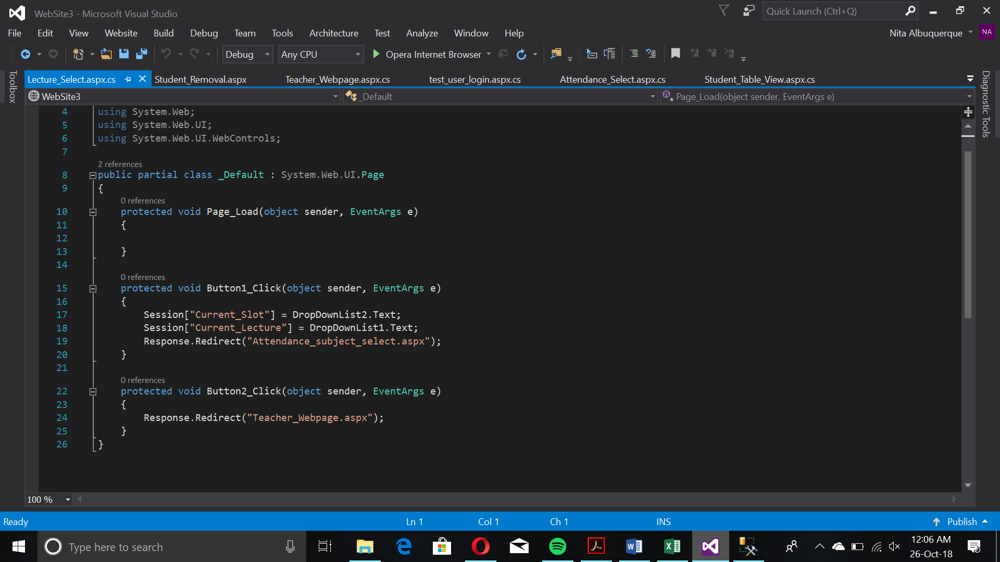 WebSite3 - Microsoft Visual Studio
Quick Launch (Ctrl+Q)
File Edit View Website Build Debug Team Tools Architecture Test Analyze Window Help
Nita Albuquerque NA
Debug Any CPU Opera Internet Browser
Toolbox
Lecture_Select.aspx.cs Student_Removal.aspx Teacher_Webpage.aspx.cs test_user_login.aspx.cs Attendance_Select.aspx.cs Student_Table_View.aspx.cs
Diagnostic Tools
WebSite3 _Default Page_Load(object sender, EventArgs e)
4 using System.Web;
5 using System.Web.UI;
6 using System.Web.UI.WebControls;
7
2 references
8 public partial class _Default : System.Web.UI.Page
9 {
0 references
10 protected void Page_Load(object sender, EventArgs e)
11 {
12
13 }
14
0 references
15 protected void Button1_Click(object sender, EventArgs e)
16 {
17 Session["Current_Slot"] = DropDownList2.Text;
18 Session["Current_Lecture"] = DropDownList1.Text;
19 Response.Redirect("Attendance_subject_select.aspx");
20 }
21
0 references
22 protected void Button2_Click(object sender, EventArgs e)
23 {
24 Response.Redirect("Teacher_Webpage.aspx");
25 }
26 }
100 %
Ready Ln 1 Col 1 Ch 1 INS Publish
Type here to search
12:06 AM
26-Oct-18